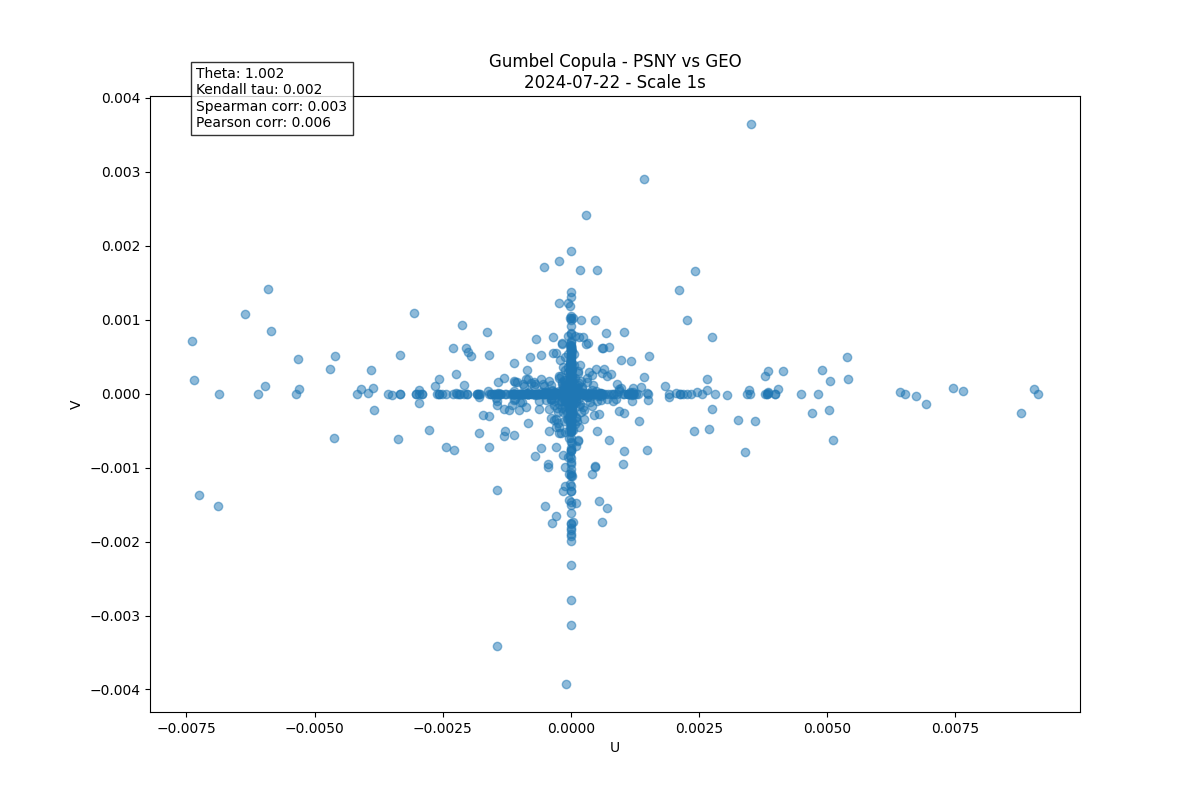 Gumbel Copula - PSNY vs GEO
2024-07-22 - Scale 1s
Theta: 1.002
Kendall tau: 0.002
Spearman corr: 0.003
Pearson corr: 0.006
V
0.004
0.003
0.002
0.001
0.000
−0.001
−0.002
−0.003
−0.004
−0.0075
−0.0050
−0.0025
0.0000
0.0025
0.0050
0.0075
U